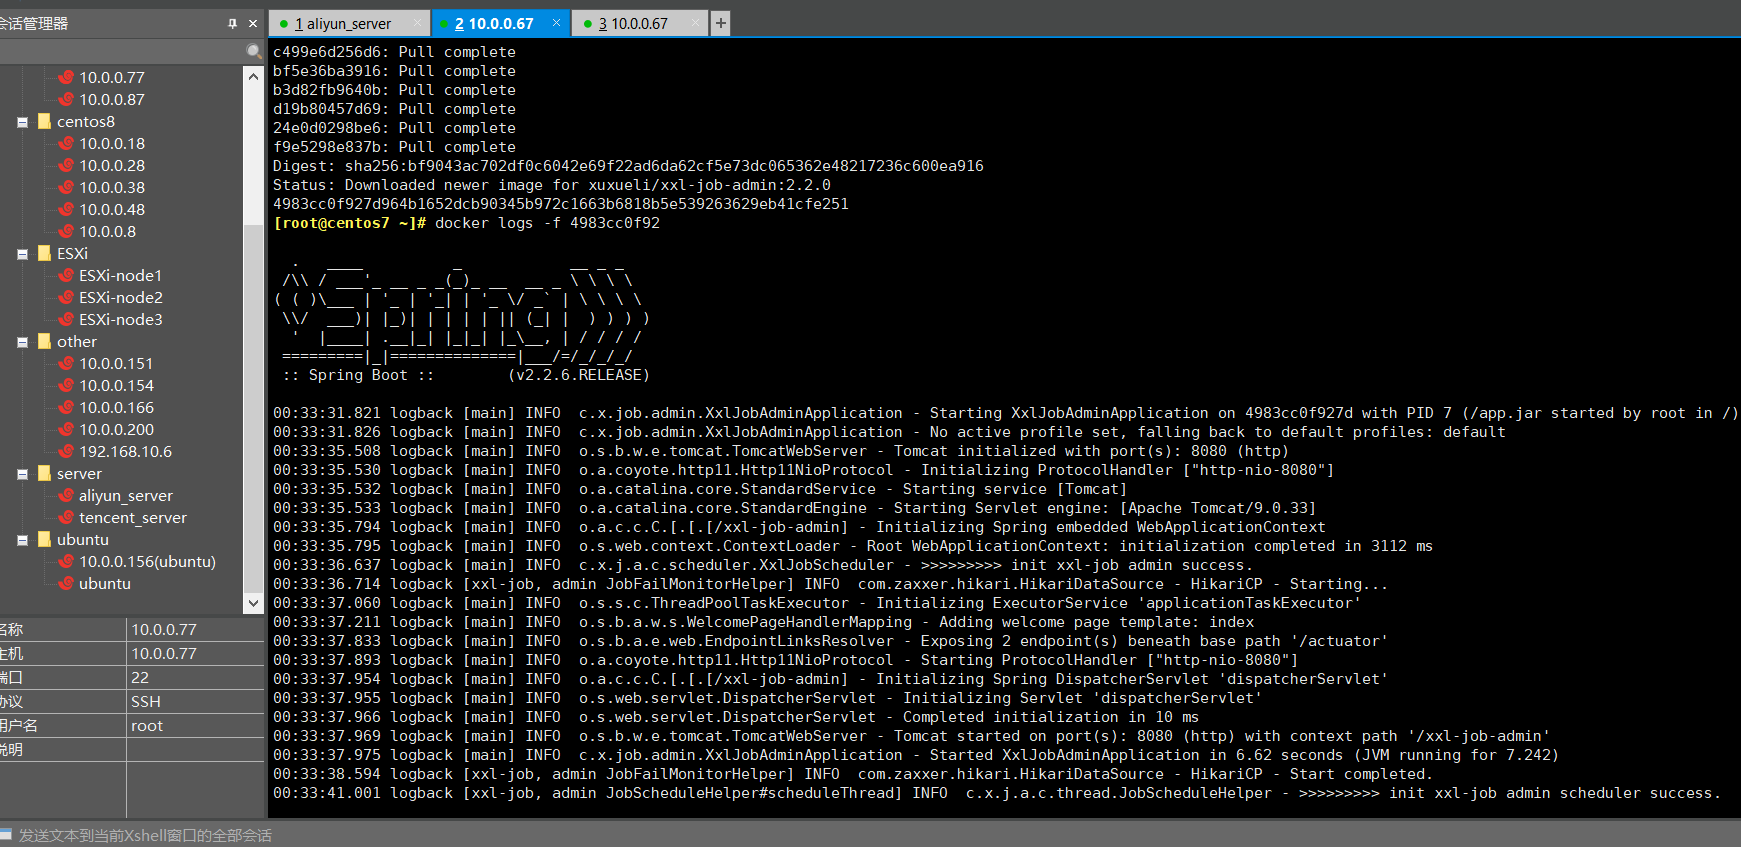 会话管理器
1 aliyun_server
2 10.0.0.67
3 10.0.0.67
10.0.0.77
10.0.0.87
centos8
10.0.0.18
10.0.0.28
10.0.0.38
10.0.0.48
10.0.0.8
ESXi
ESXi-node1
ESXi-node2
ESXi-node3
other
10.0.0.151
10.0.0.154
10.0.0.166
10.0.0.200
192.168.10.6
server
aliyun_server
tencent_server
ubuntu
10.0.0.156(ubuntu)
ubuntu
名称 10.0.0.77
主机 10.0.0.77
端口 22
协议 SSH
用户名 root
说明
c499e6d256d6: Pull complete
bf5e36ba3916: Pull complete
b3d82fb9640b: Pull complete
d19b80457d69: Pull complete
24e0d0298be6: Pull complete
f9e5298e837b: Pull complete
Digest: sha256:bf9043ac702df0c6042e69f22ad6da62cf5e73dc065362e48217236c600ea916
Status: Downloaded newer image for xuxueli/xxl-job-admin:2.2.0
4983cc0f927d964b1652dcb90345b972c1663b6818b5e539263629eb41cfe251
[root@centos7 ~]# docker logs -f 4983cc0f92
  .   ____          _            __ _ _
 /\\ / ___'_ __ _ _(_)_ __  __ _ \ \ \ \
( ( )\___ | '_ | '_| | '_ \/ _` | \ \ \ \
 \\/  ___)| |_)| | | | | || (_| |  ) ) ) )
  '  |____| .__|_| |_|_| |_\__, | / / / /
 =========|_|==============|___/=/_/_/_/
 :: Spring Boot ::        (v2.2.6.RELEASE)
00:33:31.821 logback [main] INFO  c.x.job.admin.XxlJobAdminApplication - Starting XxlJobAdminApplication on 4983cc0f927d with PID 7 (/app.jar started by root in /)
00:33:31.826 logback [main] INFO  c.x.job.admin.XxlJobAdminApplication - No active profile set, falling back to default profiles: default
00:33:35.508 logback [main] INFO  o.s.b.w.e.tomcat.TomcatWebServer - Tomcat initialized with port(s): 8080 (http)
00:33:35.530 logback [main] INFO  o.a.coyote.http11.Http11NioProtocol - Initializing ProtocolHandler ["http-nio-8080"]
00:33:35.532 logback [main] INFO  o.a.catalina.core.StandardService - Starting service [Tomcat]
00:33:35.533 logback [main] INFO  o.a.catalina.core.StandardEngine - Starting Servlet engine: [Apache Tomcat/9.0.33]
00:33:35.794 logback [main] INFO  o.a.c.c.C.[.[.[/xxl-job-admin] - Initializing Spring embedded WebApplicationContext
00:33:35.795 logback [main] INFO  o.s.web.context.ContextLoader - Root WebApplicationContext: initialization completed in 3112 ms
00:33:36.637 logback [main] INFO  c.x.j.a.c.scheduler.XxlJobScheduler - >>>>>>>>> init xxl-job admin success.
00:33:36.714 logback [xxl-job, admin JobFailMonitorHelper] INFO  com.zaxxer.hikari.HikariDataSource - HikariCP - Starting...
00:33:37.060 logback [main] INFO  o.s.s.c.ThreadPoolTaskExecutor - Initializing ExecutorService 'applicationTaskExecutor'
00:33:37.211 logback [main] INFO  o.s.b.a.w.s.WelcomePageHandlerMapping - Adding welcome page template: index
00:33:37.833 logback [main] INFO  o.s.b.a.e.web.EndpointLinksResolver - Exposing 2 endpoint(s) beneath base path '/actuator'
00:33:37.893 logback [main] INFO  o.a.coyote.http11.Http11NioProtocol - Starting ProtocolHandler ["http-nio-8080"]
00:33:37.954 logback [main] INFO  o.a.c.c.C.[.[.[/xxl-job-admin] - Initializing Spring DispatcherServlet 'dispatcherServlet'
00:33:37.955 logback [main] INFO  o.s.web.servlet.DispatcherServlet - Initializing Servlet 'dispatcherServlet'
00:33:37.966 logback [main] INFO  o.s.web.servlet.DispatcherServlet - Completed initialization in 10 ms
00:33:37.969 logback [main] INFO  o.s.b.w.e.tomcat.TomcatWebServer - Tomcat started on port(s): 8080 (http) with context path '/xxl-job-admin'
00:33:37.975 logback [main] INFO  c.x.job.admin.XxlJobAdminApplication - Started XxlJobAdminApplication in 6.62 seconds (JVM running for 7.242)
00:33:38.594 logback [xxl-job, admin JobFailMonitorHelper] INFO  com.zaxxer.hikari.HikariDataSource - HikariCP - Start completed.
00:33:41.001 logback [xxl-job, admin JobScheduleHelper#scheduleThread] INFO  c.x.j.a.c.thread.JobScheduleHelper - >>>>>>>>> init xxl-job admin scheduler success.
发送文本到当前Xshell窗口的全部会话